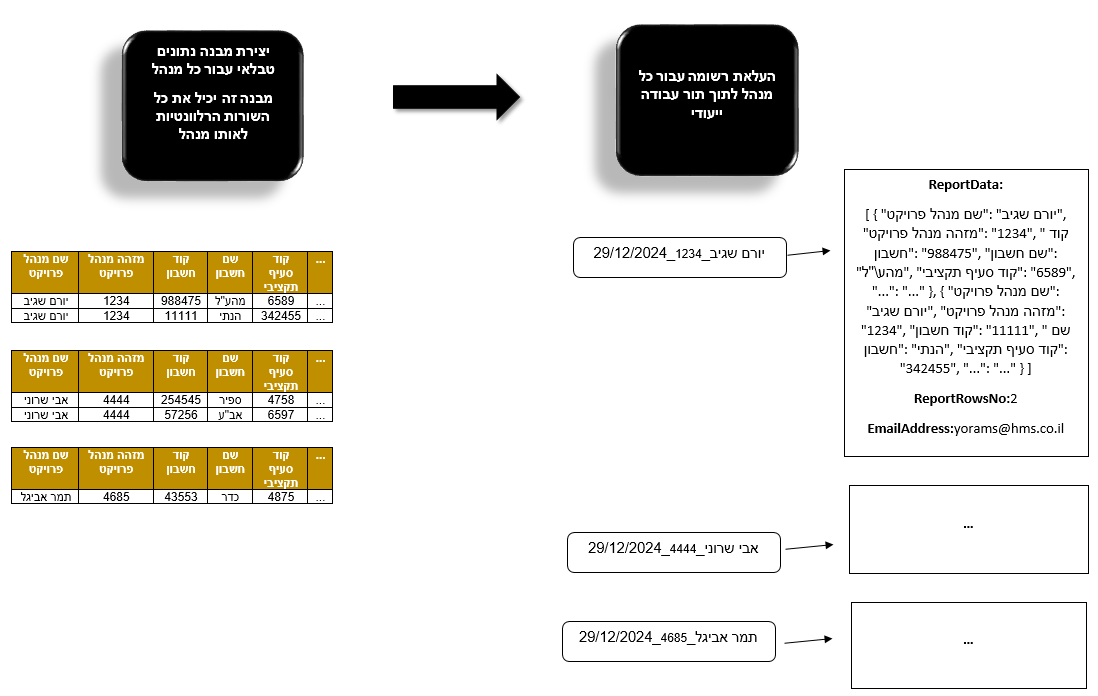 יצירת מבנה נתונים
טבלאי עבור כל מנהל
מבנה זה יכיל את כל
השורות הרלוונטיות
לאותו מנהל
העלאת רשומה עבור כל
מנהל לתוך תור עבודה
ייעודי
שם מנהל פרויקט | מזהה מנהל פרויקט | קוד חשבון | שם חשבון | קוד סעיף תקציבי | ...
יורם שגיב | 1234 | 988475 | מהע"ל | 6589 | ...
יורם שגיב | 1234 | 11111 | הנתי | 342455 | ...
שם מנהל פרויקט | מזהה מנהל פרויקט | קוד חשבון | שם חשבון | קוד סעיף תקציבי | ...
אבי שרוני | 4444 | 254545 | ספיר | 4758 | ...
אבי שרוני | 4444 | 57256 | אב"ע | 6597 | ...
שם מנהל פרויקט | מזהה מנהל פרויקט | קוד חשבון | שם חשבון | קוד סעיף תקציבי | ...
תמר אביגל | 4685 | 43553 | כדר | 4875 | ...
יורם שגיב_1234_29/12/2024
ReportData:
[ { "שם מנהל פרויקט": "יורם שגיב",
"מזהה מנהל פרויקט": "1234", "קוד
חשבון": "988475", "שם חשבון":
"מהע\"ל", "קוד סעיף תקציבי": "6589",
"...": "..." }, { "שם מנהל פרויקט":
"יורם שגיב", "מזהה מנהל פרויקט":
"1234", "קוד חשבון": "11111", "שם
חשבון": "הנתי", "קוד סעיף תקציבי":
"342455", "...": "..." } ]
ReportRowsNo:2
EmailAddress:yorams@hms.co.il
אבי שרוני_4444_29/12/2024
...
תמר אביגל_4685_29/12/2024
...